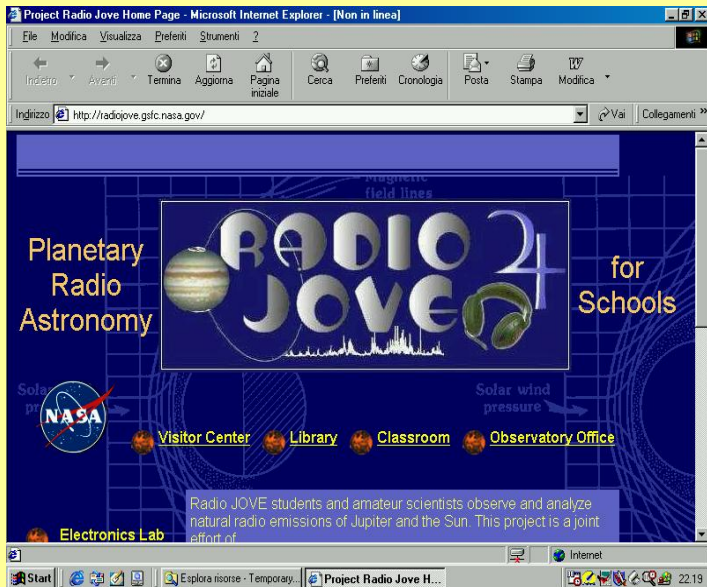 Project Radio Jove Home Page - Microsoft Internet Explorer - [Non in linea]
File Modifica Visualizza Preferiti Strumenti ?
Indietro Avanti Termina Aggiorna Pagina iniziale Cerca Preferiti Cronologia Posta Stampa Modifica
Indirizzo http://radiojove.gsfc.nasa.gov/ Vai Collegamenti »
Magnetic
field lines
Planetary
Radio
Astronomy
RADIO
JOVE
for
Schools
Solar wind
pressure
NASA
Solar wind
pressure
Visitor Center Library Classroom Observatory Office
Radio JOVE students and amateur scientists observe and analyze
natural radio emissions of Jupiter and the Sun. This project is a joint
effort of
Electronics Lab
Internet
Start Esplora risorse - Temporary... Project Radio Jove H... 22.19